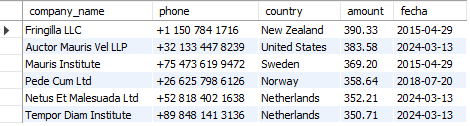 company_name phone country amount fecha
Fringilla LLC +1 150 784 1716 New Zealand 390.33 2015-04-29
Auctor Mauris Vel LLP +32 133 447 8239 United States 383.58 2024-03-13
Mauris Institute +75 473 619 9472 Sweden 369.20 2015-04-29
Pede Cum Ltd +26 625 798 6126 Norway 358.64 2018-07-20
Netus Et Malesuada Ltd +52 818 402 1638 Netherlands 352.21 2024-03-13
Tempor Diam Institute +89 848 141 3136 Netherlands 350.71 2024-03-13